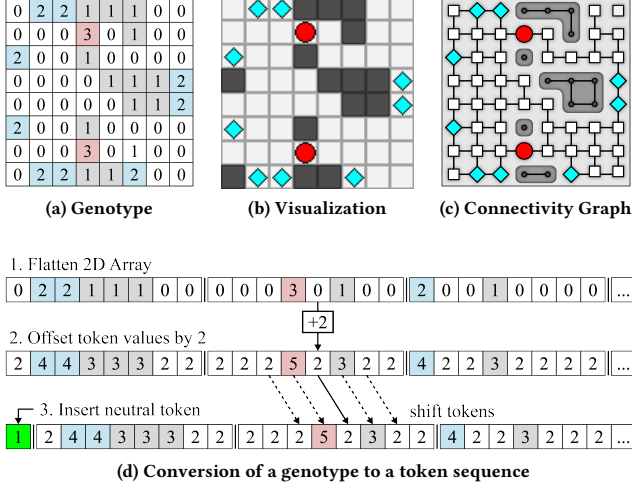 0 2 2 1 1 1 0 0
0 0 0 3 0 1 0 0
2 0 0 1 0 0 0 0
0 0 0 0 1 1 1 2
0 0 0 0 0 1 1 2
2 0 0 1 0 0 0 0
0 0 0 3 0 1 0 0
0 2 2 1 1 2 0 0
(a) Genotype
(b) Visualization
(c) Connectivity Graph
1. Flatten 2D Array
0 2 2 1 1 1 0 0 0 0 0 3 0 1 0 0 2 0 0 1 0 0 0 0 ...
+2
2. Offset token values by 2
2 4 4 3 3 3 2 2 2 2 2 5 2 3 2 2 4 2 2 3 2 2 2 2 ...
3. Insert neutral token
shift tokens
1 2 4 4 3 3 3 2 2 2 2 2 5 2 3 2 2 4 2 2 3 2 2 2 2 ...
(d) Conversion of a genotype to a token sequence